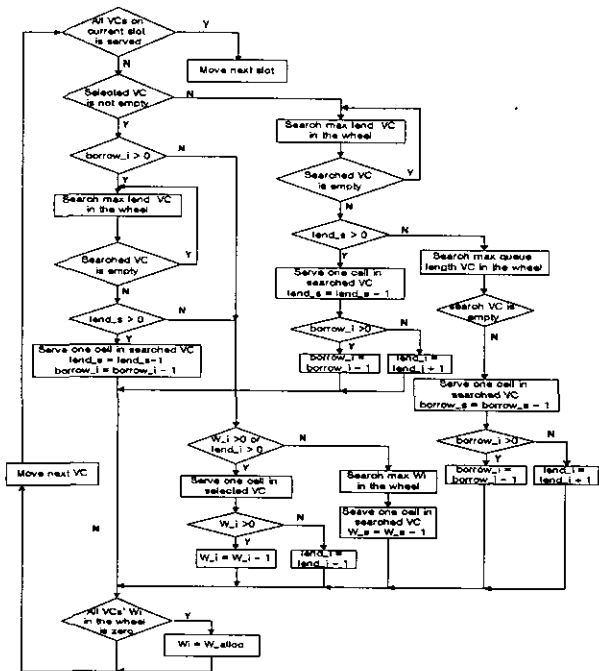 All VCs on
current slot
is served
Y
N
Move next slot
Selected VC
is not empty
N
Y
Search max lend VC
in the wheel
borrow_i > 0
N
Y
Searched VC
is empty
Y
N
Search max lend VC
in the wheel
lend_s > 0
N
Y
Search max queue
length VC in the wheel
Searched VC
is empty
Y
N
Serve one cell in
searched VC
lend_s = lend_s - 1
search VC is
empty
N
lend_s > 0
N
Y
borrow_i >0
N
Y
Serve one cell in searched VC
lend_s = lend_s-1
borrow_i = borrow_i - 1
borrow_i =
borrow_i - 1
lend_i =
lend_i + 1
Serve one cell in
searched VC
borrow_s = borrow_s - 1
W_i >0 or
lend_i > 0
N
Y
borrow_i >0
N
Y
Move next VC
Serve one cell in
selected VC
Search max Wi
in the wheel
borrow_i =
borrow_i - 1
lend_i =
lend_i + 1
N
W_i >0
N
Y
Seave one cell in
searched VC
W_s = W_s - 1
W_i = W_i - 1
lend_i =
lend_i - 1
All VCs' Wi
in the wheel
is zero
Y
N
Wi = W_alloc